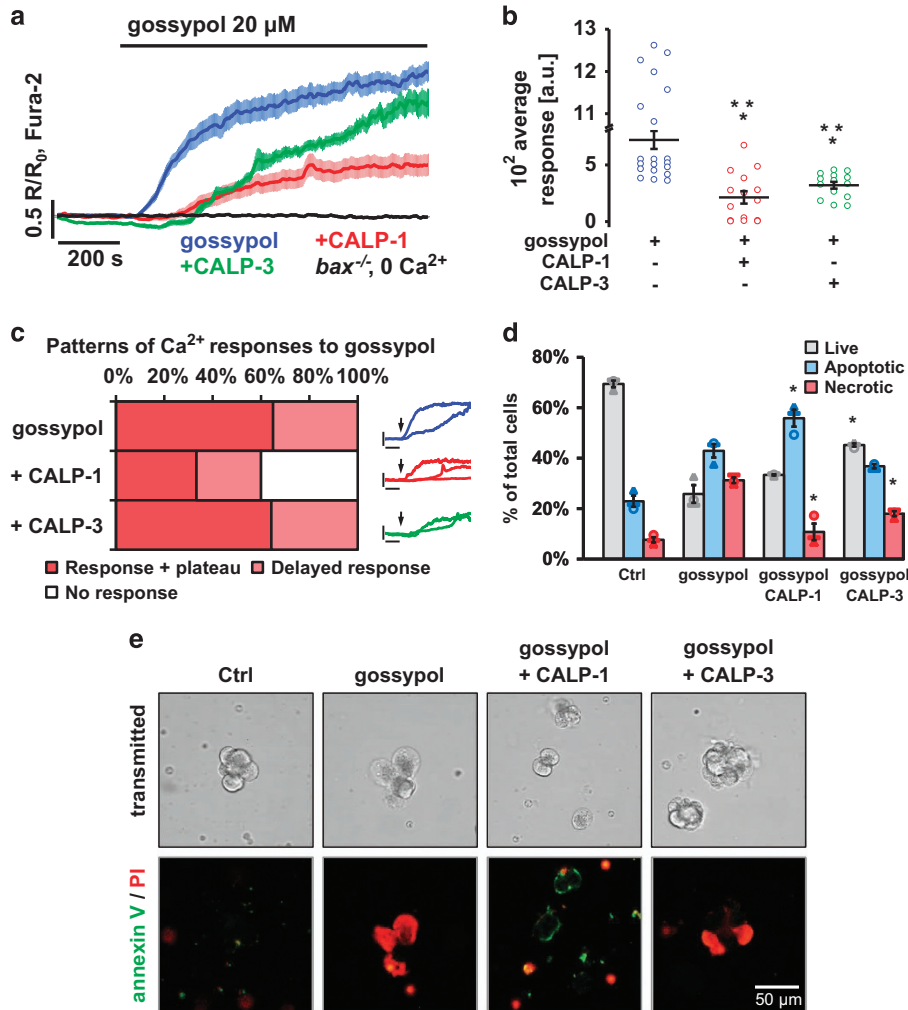 a
gossypol 20 µM
0.5 R/R0, Fura-2
200 s
gossypol
+CALP-1
+CALP-3
bax-/-, 0 Ca2+
b
10² average response [a.u.]
13
11
5
0
* *
*
* *
*
gossypol + + +
CALP-1 - + -
CALP-3 - - +
c
Patterns of Ca2+ responses to gossypol
0% 20% 40% 60% 80% 100%
gossypol
+ CALP-1
+ CALP-3
Response + plateau
Delayed response
No response
d
% of total cells
80%
60%
40%
20%
0%
Live
Apoptotic
Necrotic
*
*
*
*
Ctrl
gossypol
gossypol
CALP-1
gossypol
CALP-3
e
Ctrl
gossypol
gossypol
+ CALP-1
gossypol
+ CALP-3
transmitted
annexin V / PI
50 µm